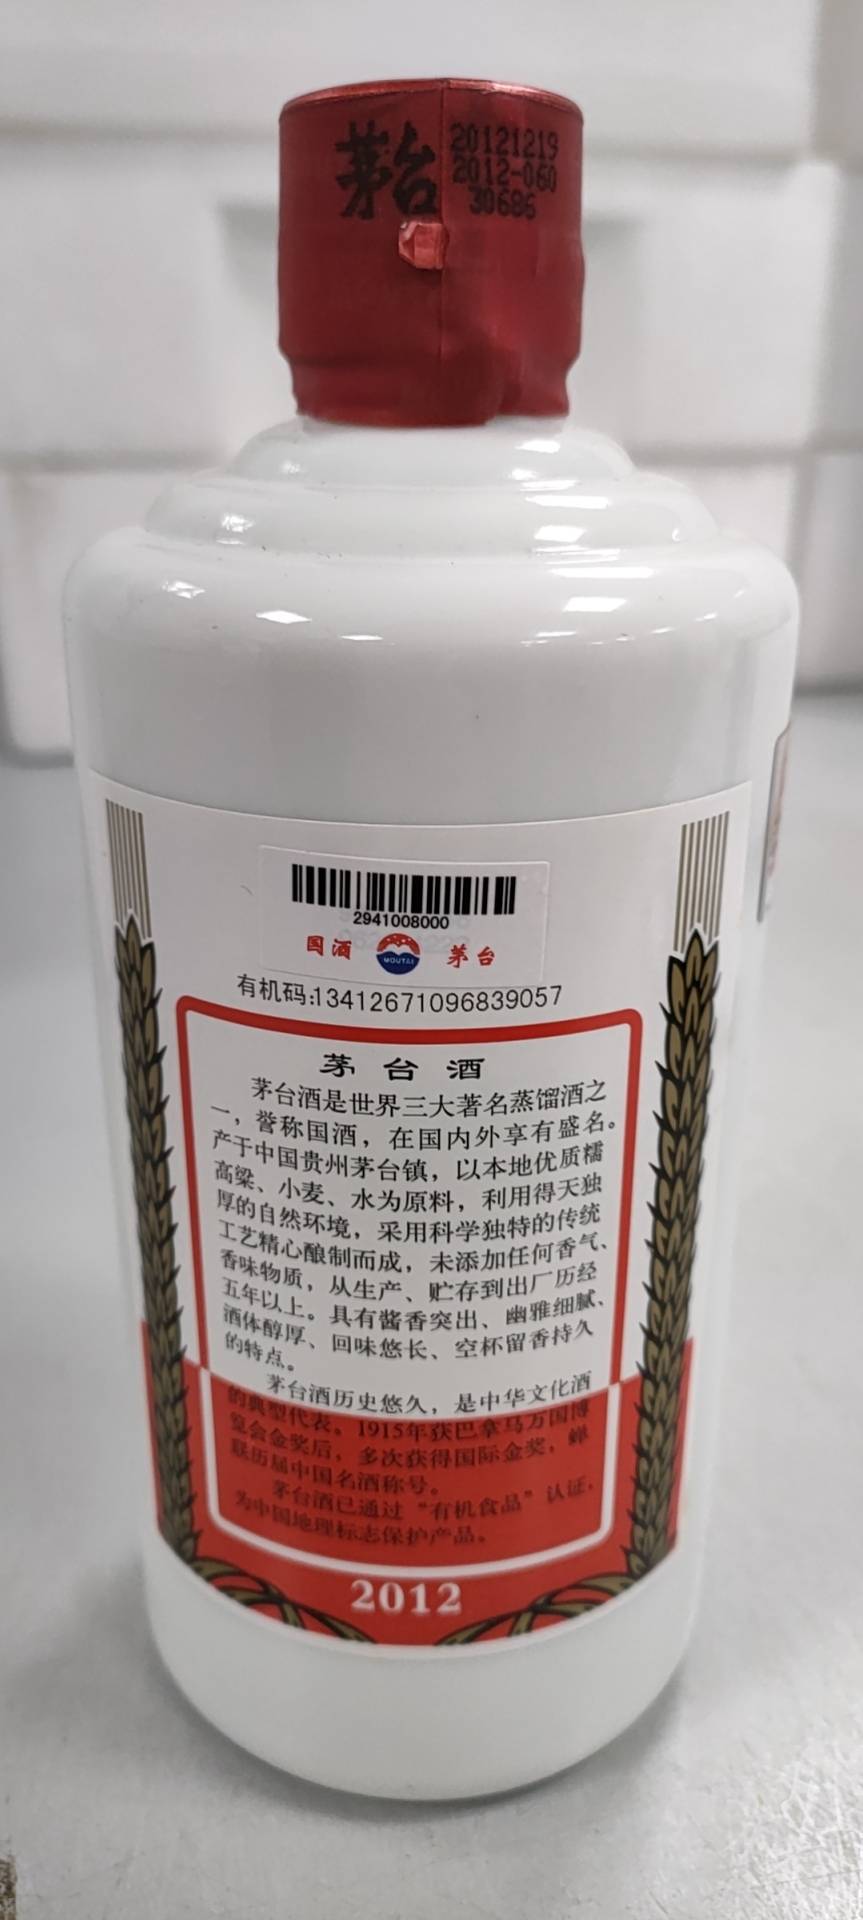 茅台
20121219
2012-060
30686
2941008000
国酒
MOUTAI
茅台
有机码:13412671096839057
茅台酒
茅台酒是世界三大著名蒸馏酒之
一，誉称国酒，在国内外享有盛名。
产于中国贵州茅台镇，以本地优质糯
高粱、小麦、水为原料，利用得天独
厚的自然环境，采用科学独特的传统
工艺精心酿制而成，未添加任何香气、
香味物质，从生产、贮存到出厂历经
五年以上。具有酱香突出、幽雅细腻、
酒体醇厚、回味悠长、空杯留香持久
的特点。
茅台酒历史悠久，是中华文化酒
的典型代表。1915年获巴拿马万国博
览会金奖后，多次获得国际金奖，蝉
联历届中国名酒称号。
茅台酒已通过“有机食品”认证，
为中国地理标志保护产品。
2012